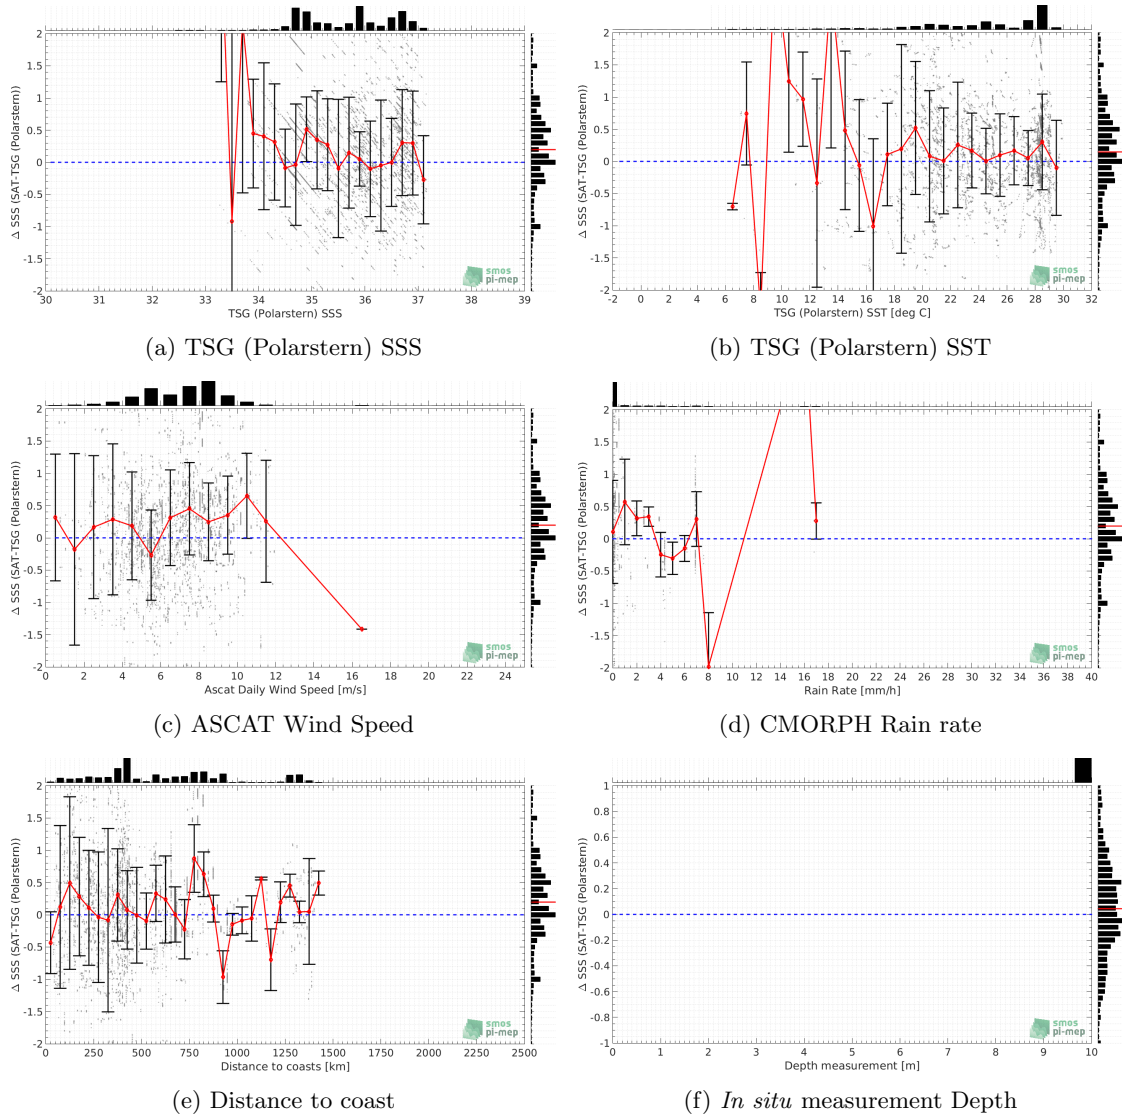 2
1.5
1
0.5
0
-0.5
-1
-1.5
-2
Δ SSS (SAT-TSG (Polarstern))
30 31 32 33 34 35 36 37 38 39
TSG (Polarstern) SSS
smos
pi-mep
(a) TSG (Polarstern) SSS
2
1.5
1
0.5
0
-0.5
-1
-1.5
-2
Δ SSS (SAT-TSG (Polarstern))
-2 0 2 4 6 8 10 12 14 16 18 20 22 24 26 28 30 32
TSG (Polarstern) SST [deg C]
smos
pi-mep
(b) TSG (Polarstern) SST
2
1.5
1
0.5
0
-0.5
-1
-1.5
-2
Δ SSS (SAT-TSG (Polarstern))
0 2 4 6 8 10 12 14 16 18 20 22 24
Ascat Daily Wind Speed [m/s]
smos
pi-mep
(c) ASCAT Wind Speed
2
1.5
1
0.5
0
-0.5
-1
-1.5
-2
Δ SSS (SAT-TSG (Polarstern))
0 2 4 6 8 10 12 14 16 18 20 22 24 26 28 30 32 34 36 38 40
Rain Rate [mm/h]
smos
pi-mep
(d) CMORPH Rain rate
2
1.5
1
0.5
0
-0.5
-1
-1.5
-2
Δ SSS (SAT-TSG (Polarstern))
0 250 500 750 1000 1250 1500 1750 2000 2250 2500
Distance to coasts [km]
smos
pi-mep
(e) Distance to coast
1
0.8
0.6
0.4
0.2
0
-0.2
-0.4
-0.6
-0.8
-1
Δ SSS (SAT-TSG (Polarstern))
0 1 2 3 4 5 6 7 8 9 10
Depth measurement [m]
smos
pi-mep
(f) In situ measurement Depth